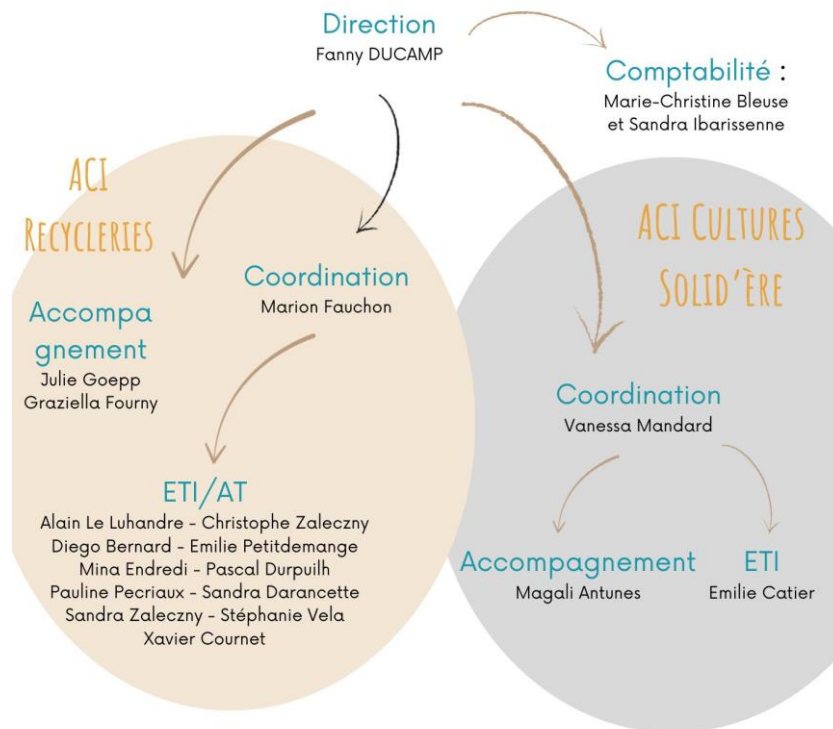 Direction
Fanny DUCAMP
Comptabilité :
Marie-Christine Bleuse
et Sandra Ibarissenne
ACI
RECYCLERIES
Coordination
Marion Fauchon
Accompa
gnement
Julie Goepp
Graziella Fourny
ETI/AT
Alain Le Luhandre - Christophe Zaleczny
Diego Bernard - Emilie Petitdemange
Mina Endredi - Pascal Durpuilh
Pauline Pecriaux - Sandra Darancette
Sandra Zaleczny - Stéphanie Vela
Xavier Cournet
ACI CULTURES
SOLID'ÈRE
Coordination
Vanessa Mandard
Accompagnement
Magali Antunes
ETI
Emilie Catier